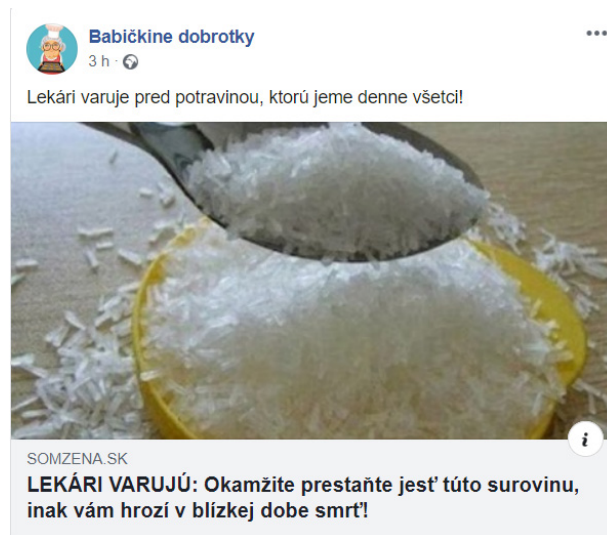 Babičkine dobrotky
3 h ·
Lekári varuje pred potravinou, ktorú jeme denne všetci!
SOMZENA.SK
LEKÁRI VARUJÚ: Okamžite prestaňte jesť túto surovinu,
inak vám hrozí v blízkej dobe smrť!